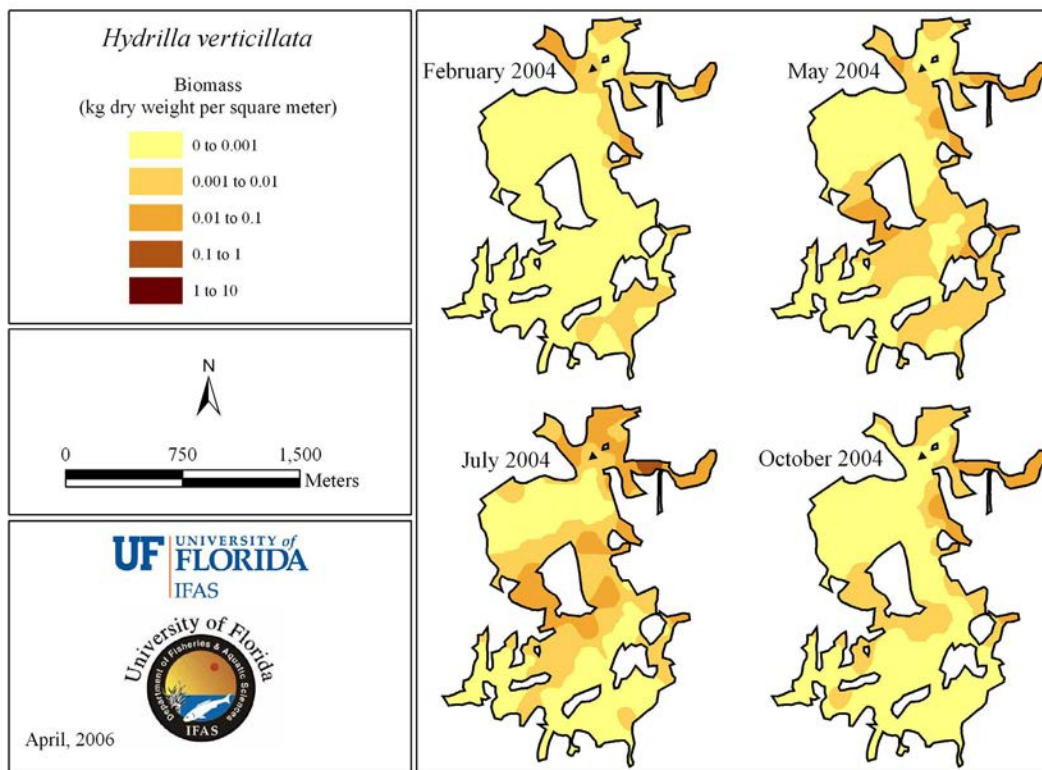 Hydrilla verticillata
Biomass
(kg dry weight per square meter)
0 to 0.001
0.001 to 0.01
0.01 to 0.1
0.1 to 1
1 to 10
N
0 750 1,500
Meters
UF UNIVERSITY of
FLORIDA
IFAS
University of Florida
Department of Fisheries & Aquatic Sciences
IFAS
April, 2006
February 2004
May 2004
July 2004
October 2004